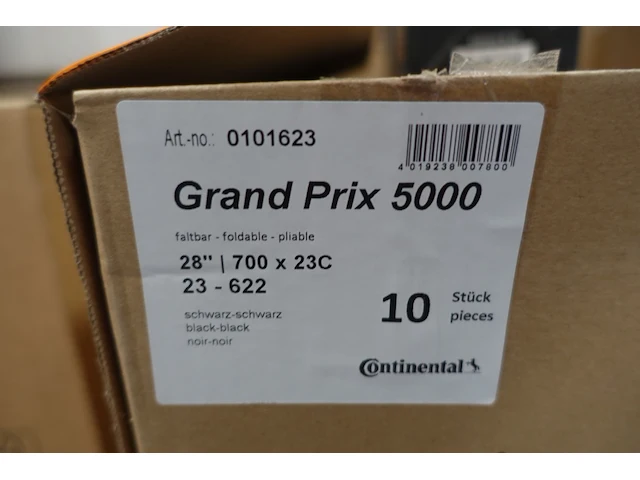 Art.-no.: 0101623
4 019238 007800
Grand Prix 5000
faltbar - foldable - pliable
28" | 700 x 23C
23 - 622
schwarz-schwarz
black-black
noir-noir
10 Stück
pieces
Continental